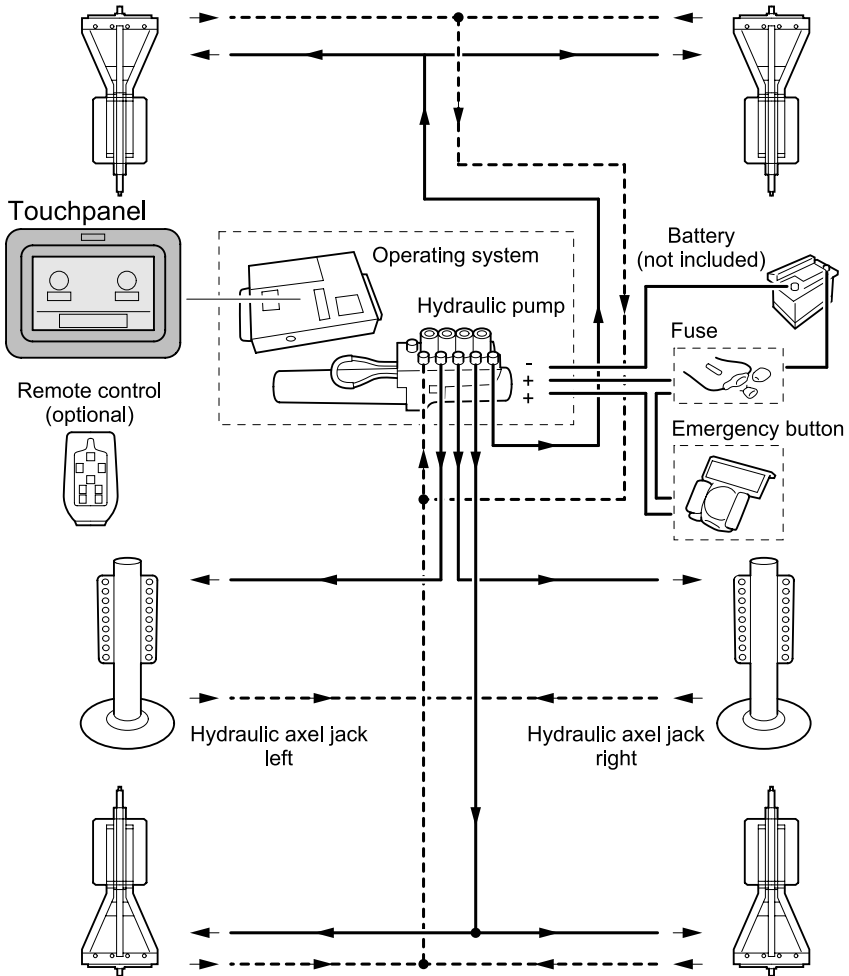 Touchpanel
Operating system
Battery
(not included)
Hydraulic pump
Fuse
-
+
+
Remote control
(optional)
Emergency button
Hydraulic axel jack
left
Hydraulic axel jack
right